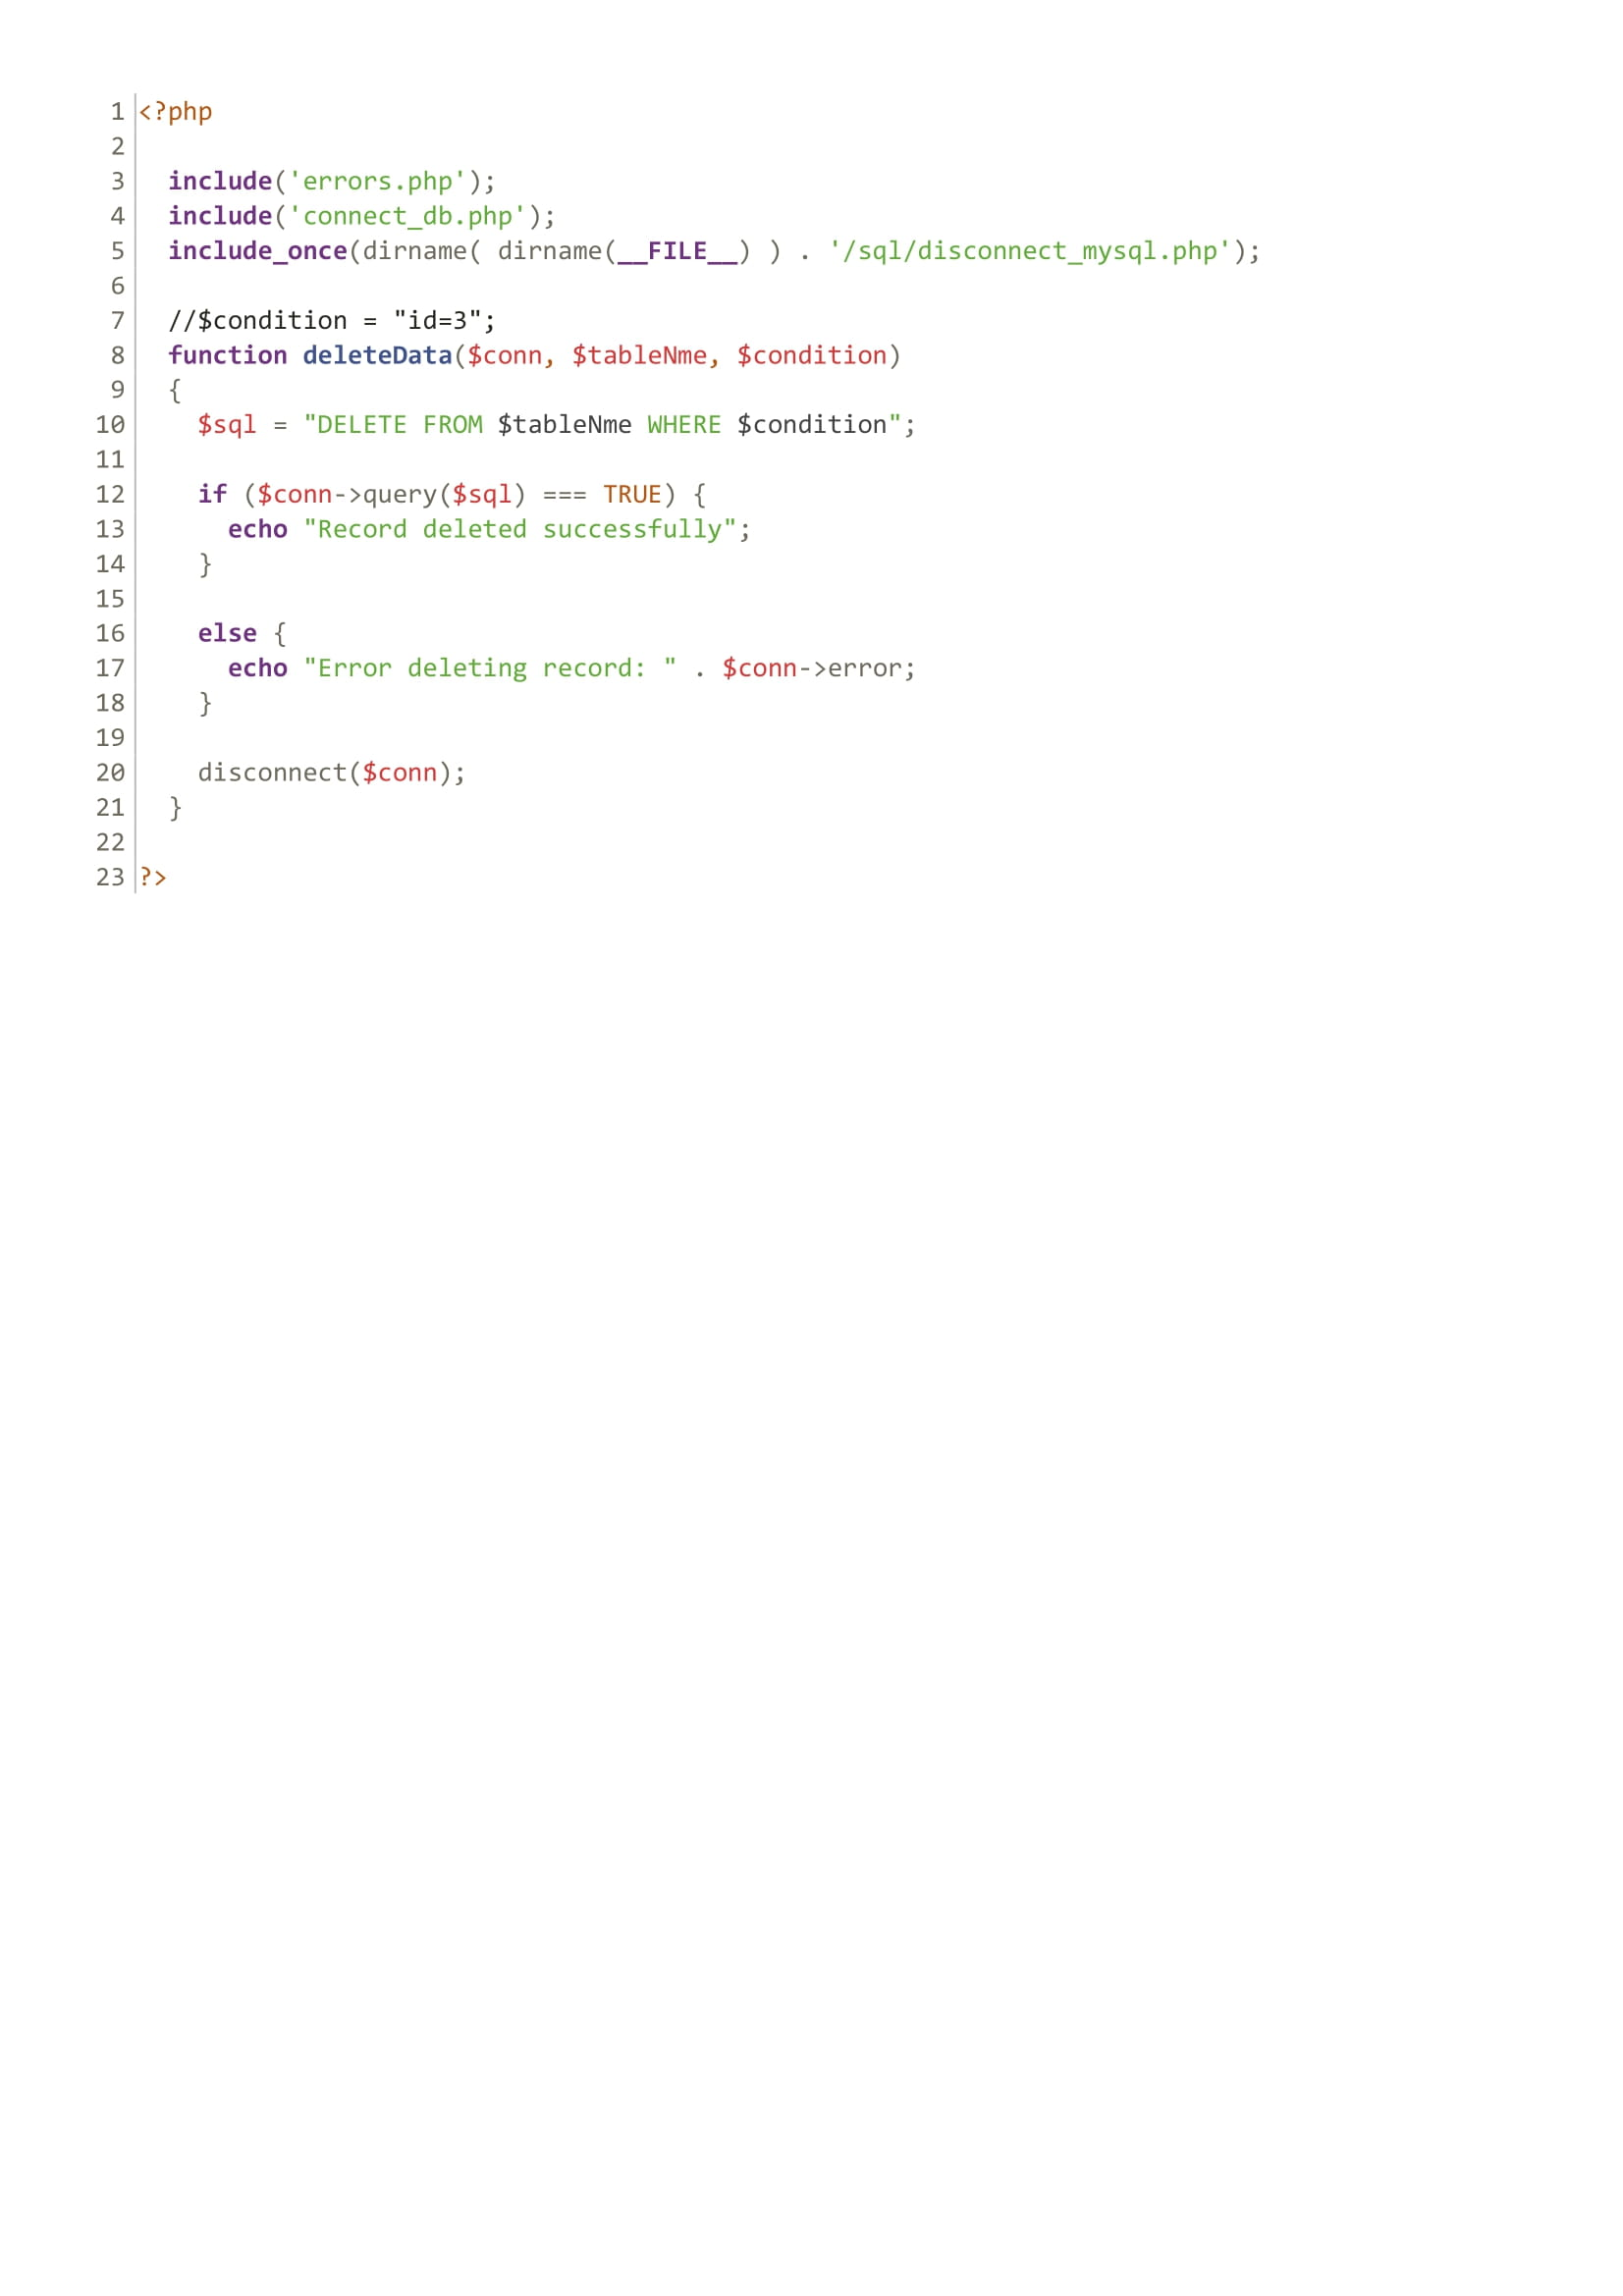 1 <?php
2
3   include('errors.php');
4   include('connect_db.php');
5   include_once(dirname( dirname(__FILE__) ) . '/sql/disconnect_mysql.php');
6
7   //$condition = "id=3";
8   function deleteData($conn, $tableNme, $condition)
9   {
10     $sql = "DELETE FROM $tableNme WHERE $condition";
11
12     if ($conn->query($sql) === TRUE) {
13       echo "Record deleted successfully";
14     }
15
16     else {
17       echo "Error deleting record: " . $conn->error;
18     }
19
20     disconnect($conn);
21   }
22
23 ?>